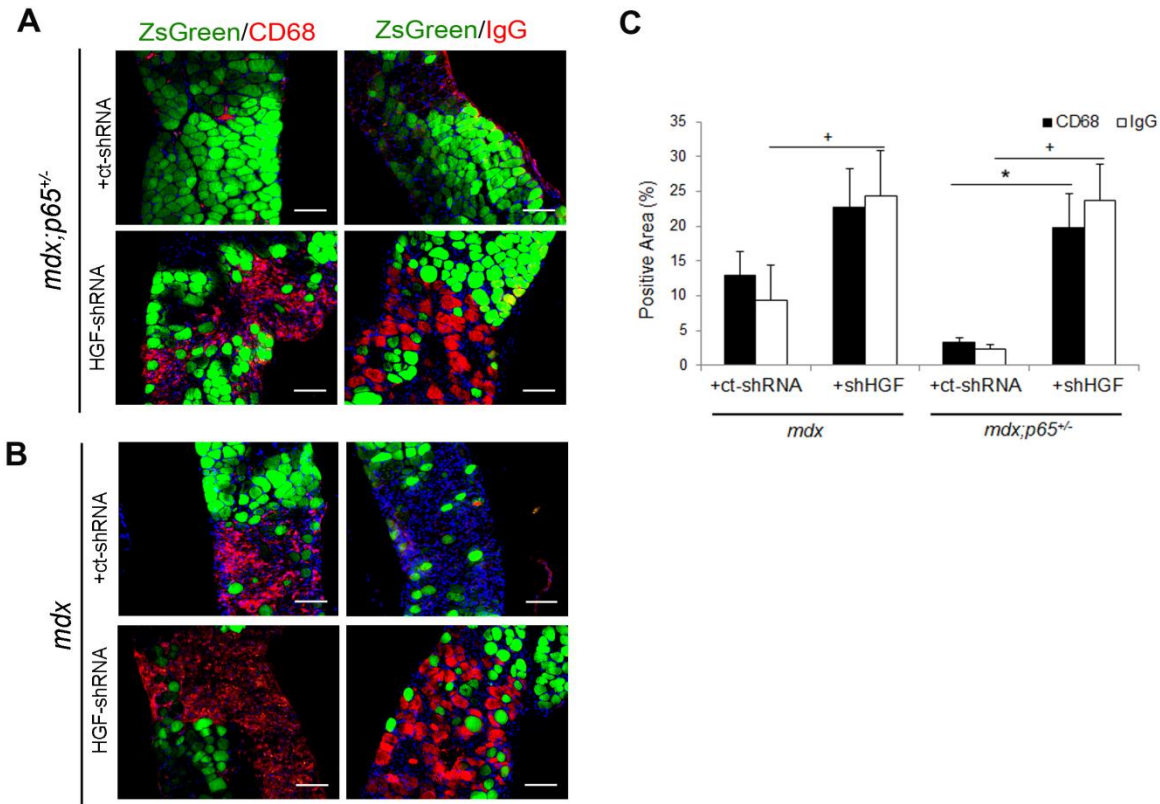 A
ZsGreen/CD68
ZsGreen/IgG
mdx;p65+/-
+ct-shRNA
HGF-shRNA
B
mdx
+ct-shRNA
HGF-shRNA
C
CD68
IgG
Positive Area (%)
35
30
25
20
15
10
5
0
+
*
+
+ct-shRNA
+shHGF
+ct-shRNA
+shHGF
mdx
mdx;p65+/-